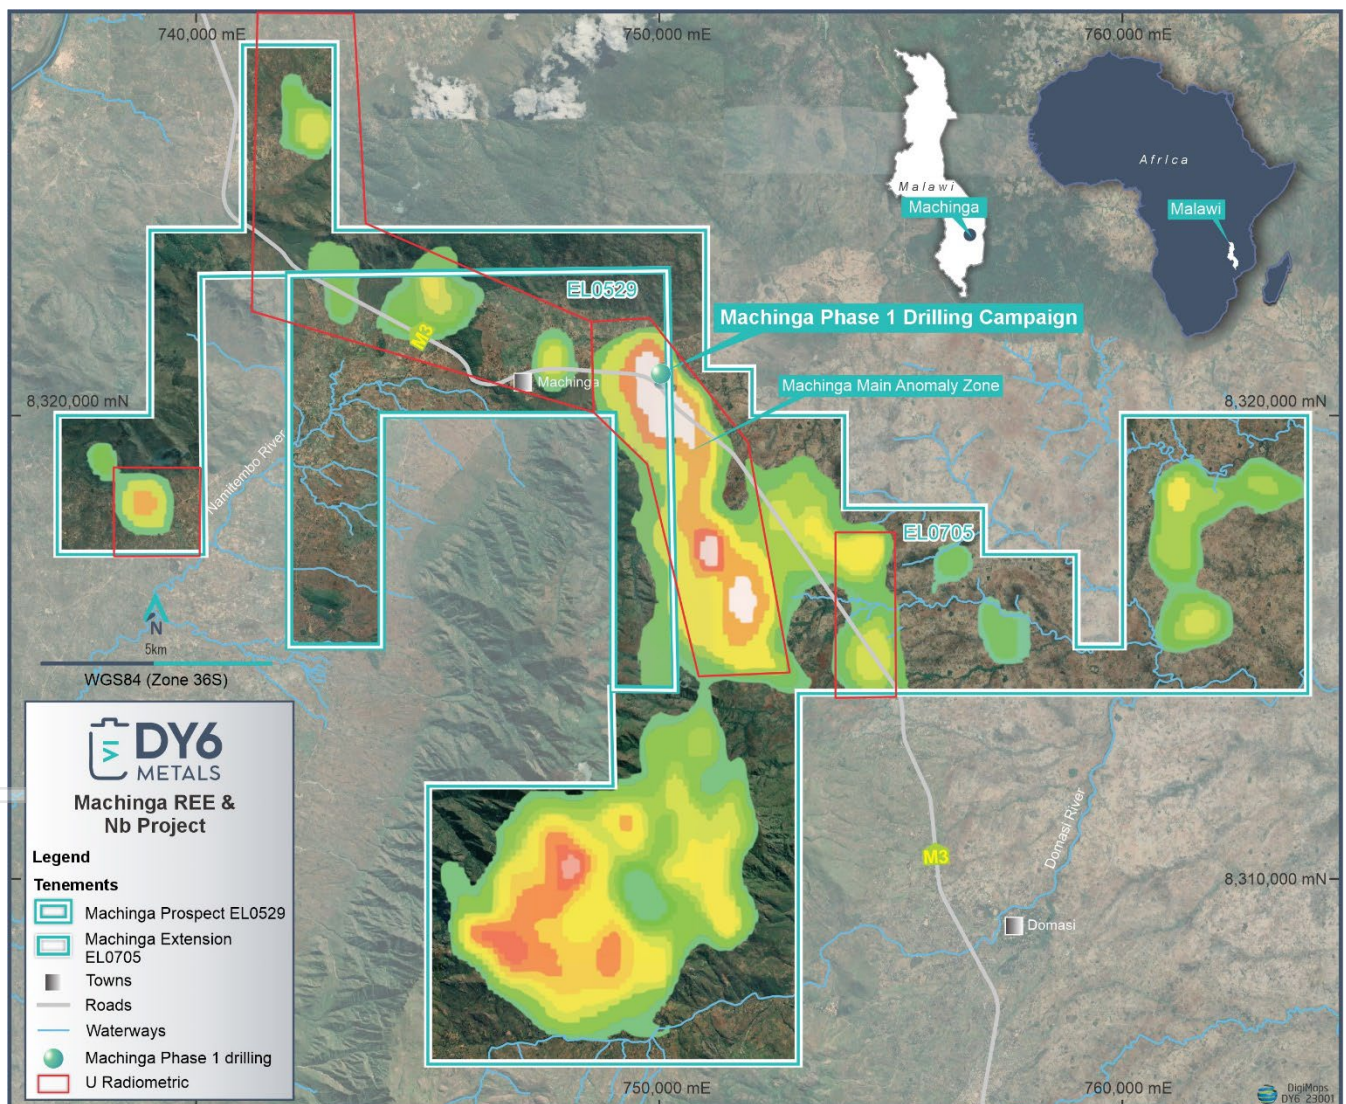 740,000 mE
750,000 mE
760,000 mE
Africa
Malawi
Machinga
Malawi
EL0529
Machinga Phase 1 Drilling Campaign
M3
Machinga
Machinga Main Anomaly Zone
8,320,000 mN
8,320,000 mN
Namitembo River
EL0705
N
5km
WGS84 (Zone 36S)
DY6
METALS
Machinga REE &
Nb Project
Legend
Tenements
Machinga Prospect EL0529
Machinga Extension
EL0705
Towns
Roads
Waterways
Machinga Phase 1 drilling
U Radiometric
M3
Domasi River
8,310,000 mN
Domasi
750,000 mE
760,000 mE
DigiMaps
DY6_23001